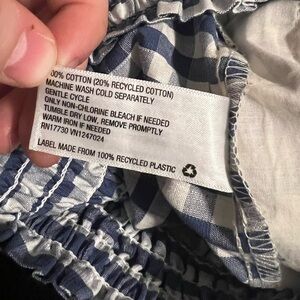 00% COTTON (20% RECYCLED COTTON)
MACHINE WASH COLD SEPARATELY
GENTLE CYCLE
ONLY NON-CHLORINE BLEACH IF NEEDED
TUMBLE DRY LOW, REMOVE PROMPTLY
WARM IRON IF NEEDED
RN17730 VN1247024
LABEL MADE FROM 100% RECYCLED PLASTIC